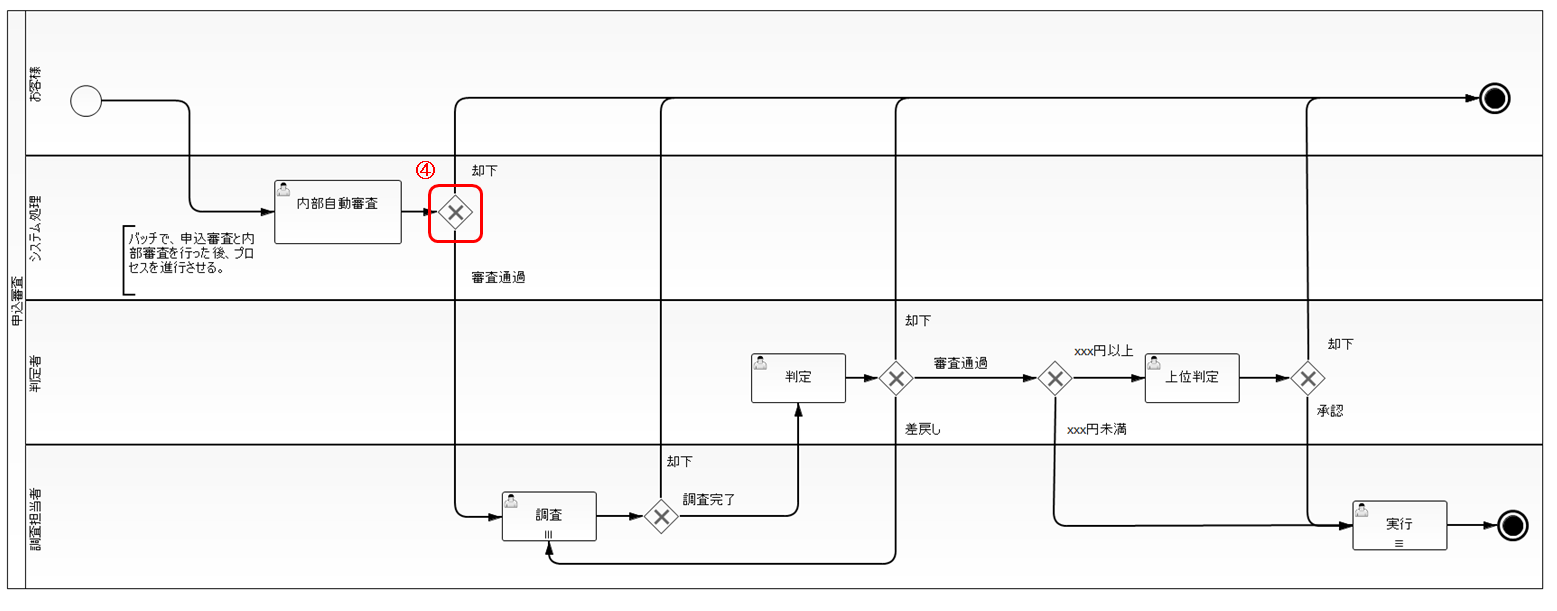 申込審査
お客様
システム処理
④
却下
内部自動審査
バッチで、申込審査と内
部審査を行った後、プロ
セスを進行させる。
審査通過
判定者
却下
判定
審査通過
xxx円以上
上位判定
却下
差戻し
xxx円未満
承認
調査担当者
却下
調査
調査完了
実行